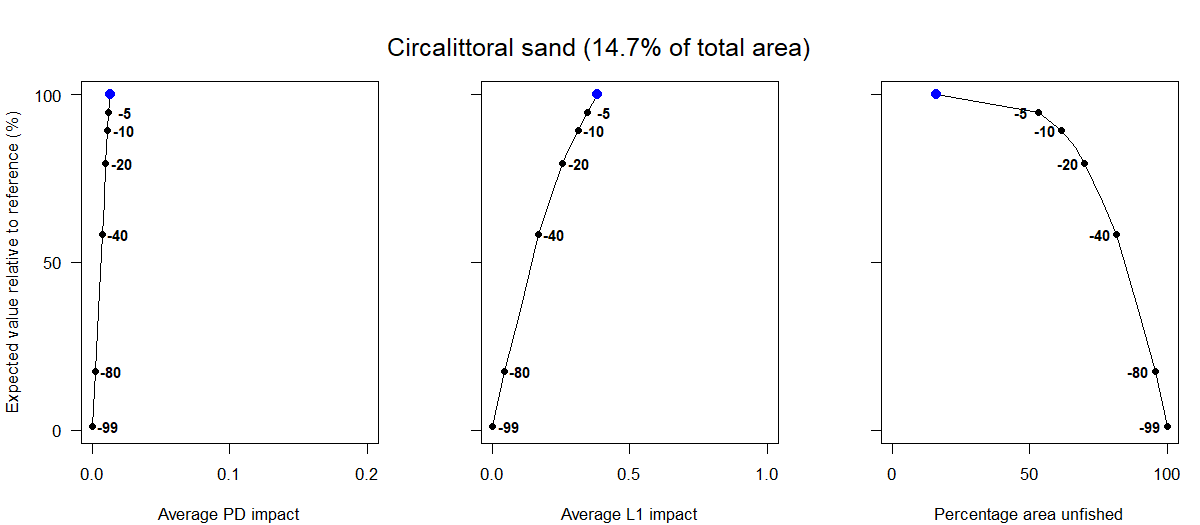 Circalittoral sand (14.7% of total area)
Expected value relative to reference (%)
100
50
0
-5
-10
-20
-40
-80
-99
0.0 0.1 0.2
Average PD impact
-5
-10
-20
-40
-80
-99
0.0 0.5 1.0
Average L1 impact
-5
-10
-20
-40
-80
-99
0 50 100
Percentage area unfished